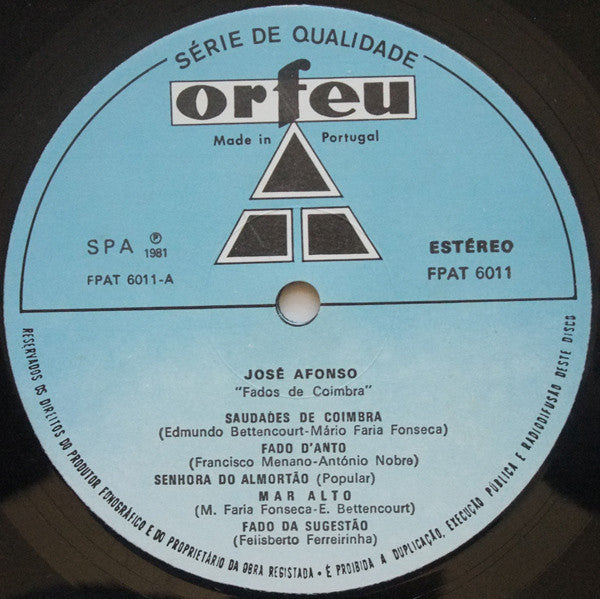 SÉRIE DE QUALIDADE
orfeu
Made in Portugal
SPA ℗ 1981
ESTÉREO
FPAT 6011-A
FPAT 6011
JOSÉ AFONSO
"Fados de Coimbra"
SAUDADES DE COIMBRA
(Edmundo Bettencourt-Mário Faria Fonseca)
FADO D'ANTO
(Francisco Menano-António Nobre)
SENHORA DO ALMORTÃO (Popular)
MAR ALTO
(M. Faria Fonseca-E. Bettencourt)
FADO DA SUGESTÃO
(Felisberto Ferreirinha)
RESERVADOS OS DIREITOS DO PRODUTOR FONOGRÁFICO E DO PROPRIETÁRIO DA OBRA REGISTADA • É PROIBIDA A DUPLICAÇÃO, EXECUÇÃO PÚBLICA E RADIODIFUSÃO DESTE DISCO